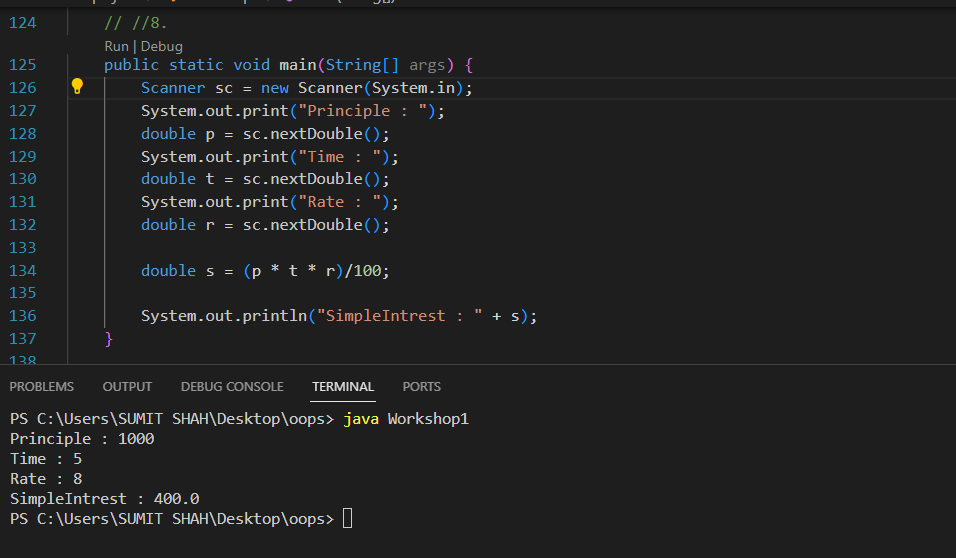 124 // //8.
Run | Debug
125 public static void main(String[] args) {
126 Scanner sc = new Scanner(System.in);
127 System.out.print("Principle : ");
128 double p = sc.nextDouble();
129 System.out.print("Time : ");
130 double t = sc.nextDouble();
131 System.out.print("Rate : ");
132 double r = sc.nextDouble();
133
134 double s = (p * t * r)/100;
135
136 System.out.println("SimpleIntrest : " + s);
137 }
138
PROBLEMS OUTPUT DEBUG CONSOLE TERMINAL PORTS
PS C:\Users\SUMIT SHAH\Desktop\oops> java Workshop1
Principle : 1000
Time : 5
Rate : 8
SimpleIntrest : 400.0
PS C:\Users\SUMIT SHAH\Desktop\oops>